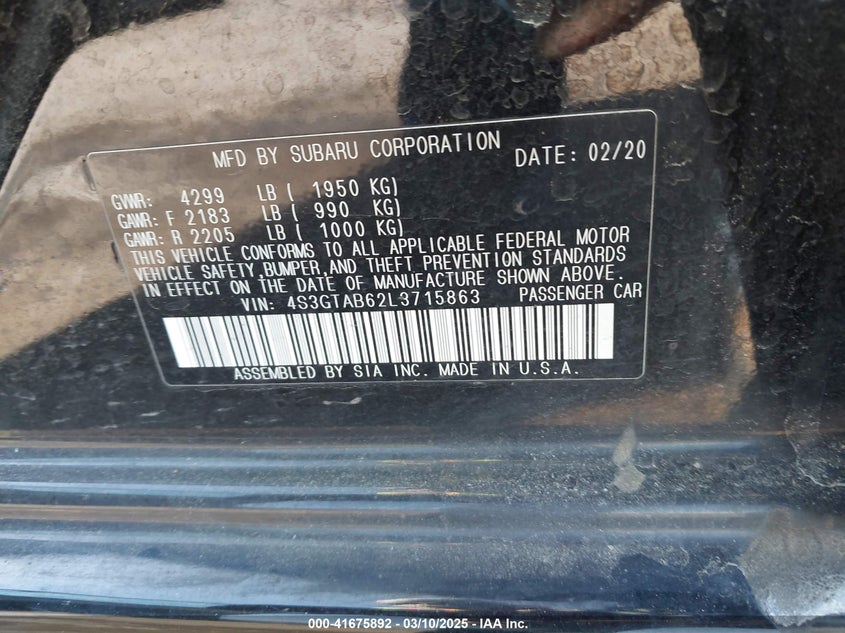 MFD BY SUBARU CORPORATION DATE: 02/20
GVWR: 4299 LB ( 1950 KG)
GAWR: F 2183 LB ( 990 KG)
GAWR: R 2205 LB ( 1000 KG)
THIS VEHICLE CONFORMS TO ALL APPLICABLE FEDERAL MOTOR
VEHICLE SAFETY,BUMPER,AND THEFT PREVENTION STANDARDS
IN EFFECT ON THE DATE OF MANUFACTURE SHOWN ABOVE.
VIN: 4S3GTAB62L3715863 PASSENGER CAR
ASSEMBLED BY SIA INC. MADE IN U.S.A.
000-41675892 - 03/10/2025 - IAA Inc.